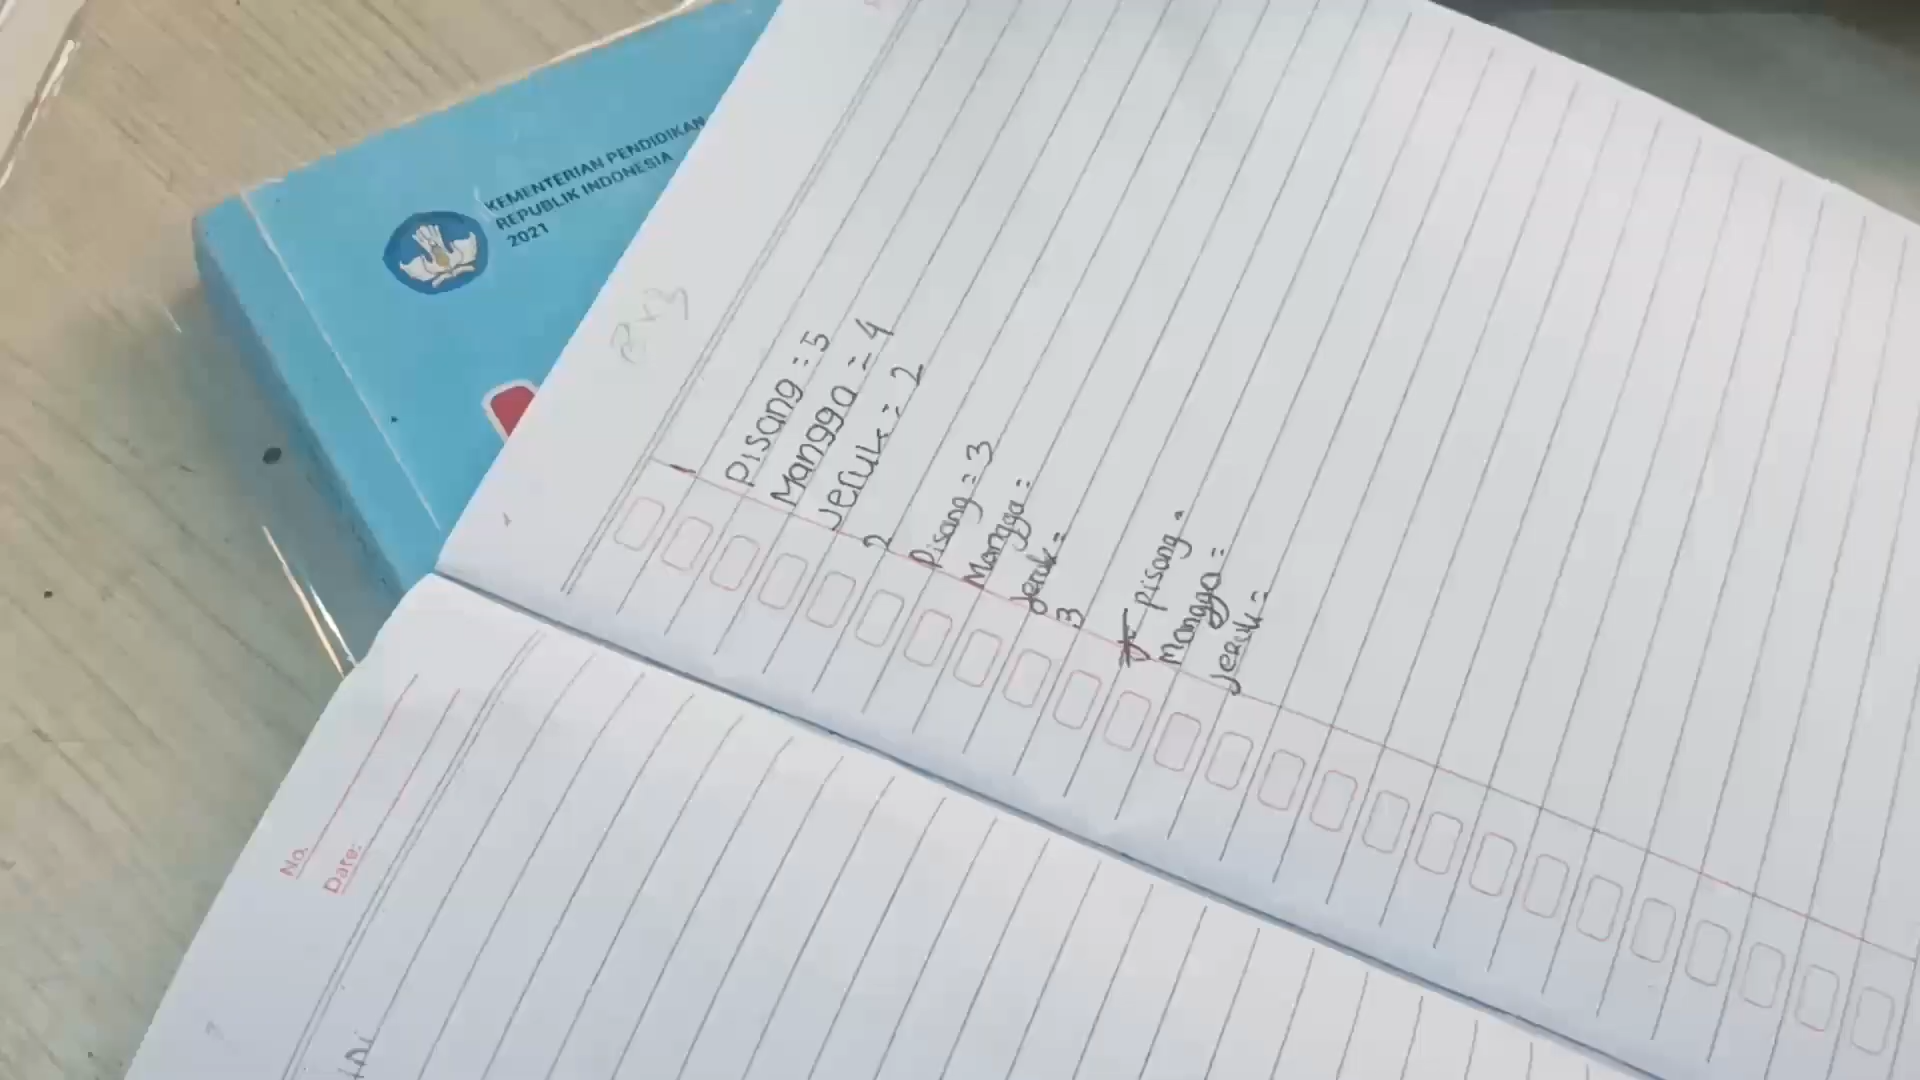 KEMENTERIAN PENDIDIKAN
REPUBLIK INDONESIA
2021
1
Pisang = 5
Mangga = 4
Jeruk = 2
2
Pisang = 3
Mangga =
Jeruk =
3
Pisang =
Mangga =
Jeruk =
No.
Date: